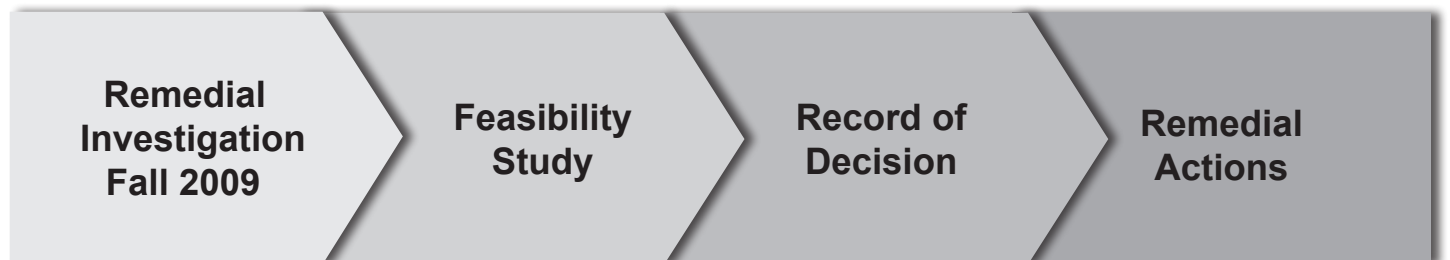 Remedial
Investigation
Fall 2009
Feasibility
Study
Record of
Decision
Remedial
Actions